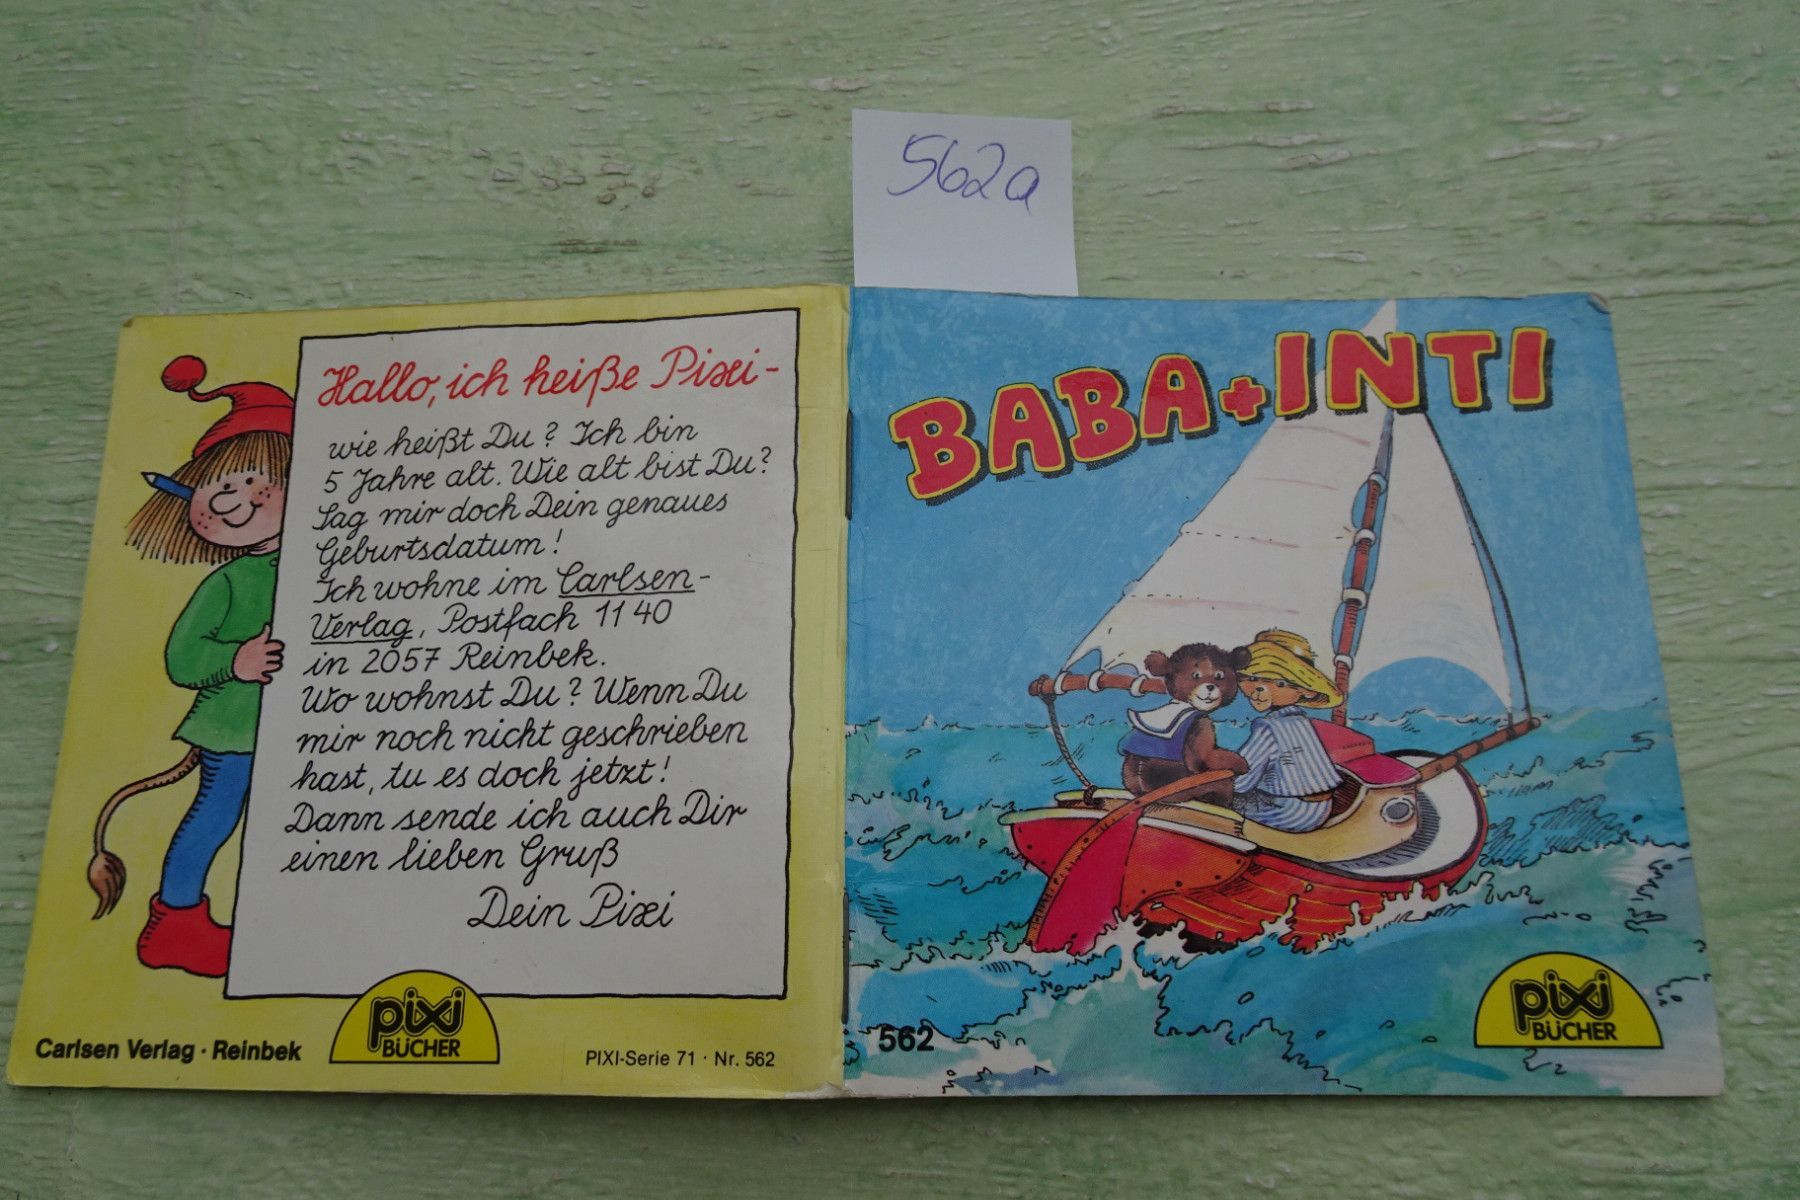 562a
Hallo, ich heiße Pixi-
wie heißt Du? Ich bin
5 Jahre alt. Wie alt bist Du?
Sag mir doch Dein genaues
Geburtsdatum!
Ich wohne im Carlsen-
Verlag, Postfach 11 40
in 2057 Reinbek.
Wo wohnst Du? Wenn Du
mir noch nicht geschrieben
hast, tu es doch jetzt!
Dann sende ich auch Dir
einen lieben Gruß
Dein Pixi
pixi
BÜCHER
Carlsen Verlag · Reinbek
PIXI-Serie 71 · Nr. 562
BABA+INTI
562
pixi
BÜCHER